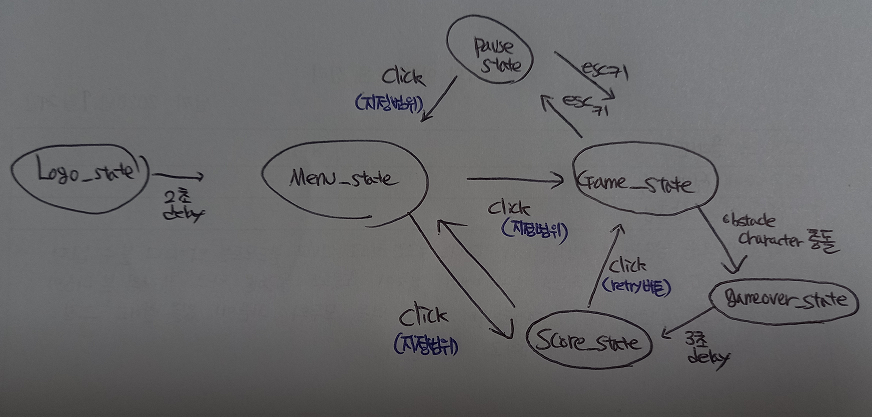 Pause
state
esc키
esc키
Click
(지정범위)
Logo_state
2초
delay
Menu_state
Click
(지정범위)
Game_state
obstacle
character 충돌
Click
(retry버튼)
gameover_state
Click
(지정범위)
Score_state
3초
delay